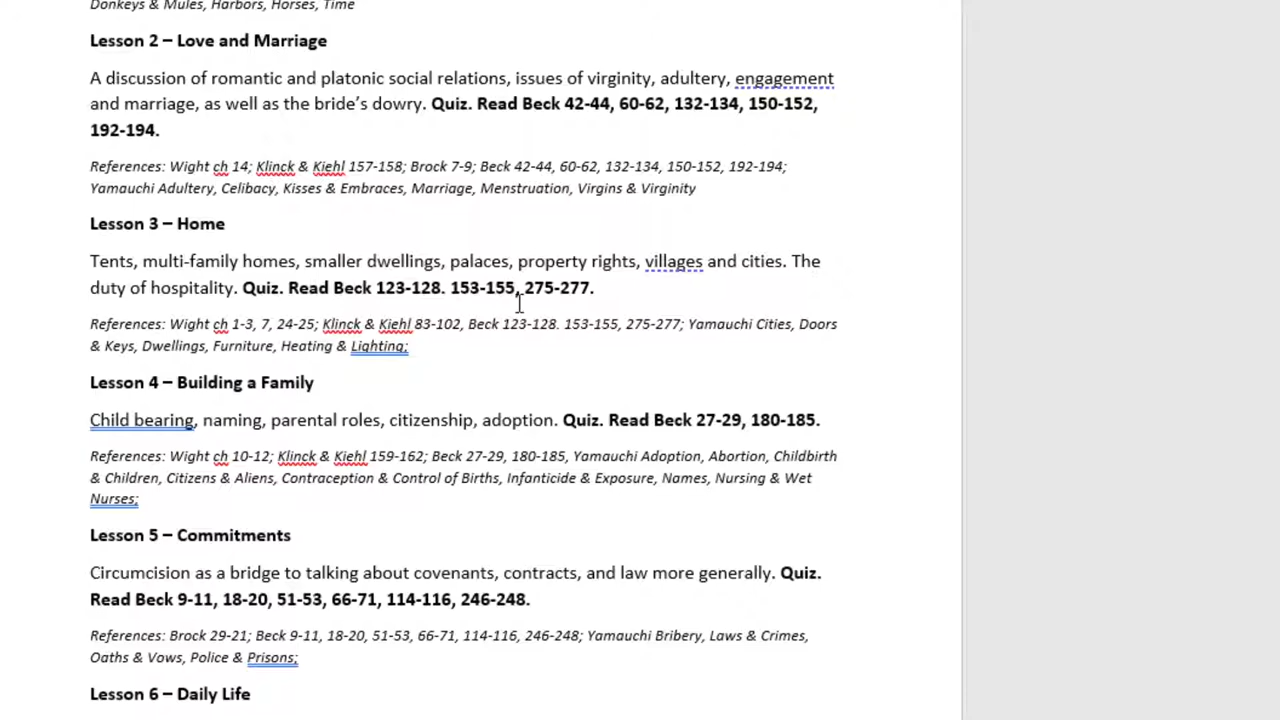 Donkeys & Mules, Harbors, Horses, Time
Lesson 2 – Love and Marriage
A discussion of romantic and platonic social relations, issues of virginity, adultery, engagement
and marriage, as well as the bride’s dowry. Quiz. Read Beck 42-44, 60-62, 132-134, 150-152,
192-194.
References: Wight ch 14; Klinck & Kiehl 157-158; Brock 7-9; Beck 42-44, 60-62, 132-134, 150-152, 192-194;
Yamauchi Adultery, Celibacy, Kisses & Embraces, Marriage, Menstruation, Virgins & Virginity
Lesson 3 – Home
Tents, multi-family homes, smaller dwellings, palaces, property rights, villages and cities. The
duty of hospitality. Quiz. Read Beck 123-128. 153-155, 275-277.
References: Wight ch 1-3, 7, 24-25; Klinck & Kiehl 83-102, Beck 123-128. 153-155, 275-277; Yamauchi Cities, Doors
& Keys, Dwellings, Furniture, Heating & Lighting;
Lesson 4 – Building a Family
Child bearing, naming, parental roles, citizenship, adoption. Quiz. Read Beck 27-29, 180-185.
References: Wight ch 10-12; Klinck & Kiehl 159-162; Beck 27-29, 180-185, Yamauchi Adoption, Abortion, Childbirth
& Children, Citizens & Aliens, Contraception & Control of Births, Infanticide & Exposure, Names, Nursing & Wet
Nurses;
Lesson 5 – Commitments
Circumcision as a bridge to talking about covenants, contracts, and law more generally. Quiz.
Read Beck 9-11, 18-20, 51-53, 66-71, 114-116, 246-248.
References: Brock 29-21; Beck 9-11, 18-20, 51-53, 66-71, 114-116, 246-248; Yamauchi Bribery, Laws & Crimes,
Oaths & Vows, Police & Prisons;
Lesson 6 – Daily Life